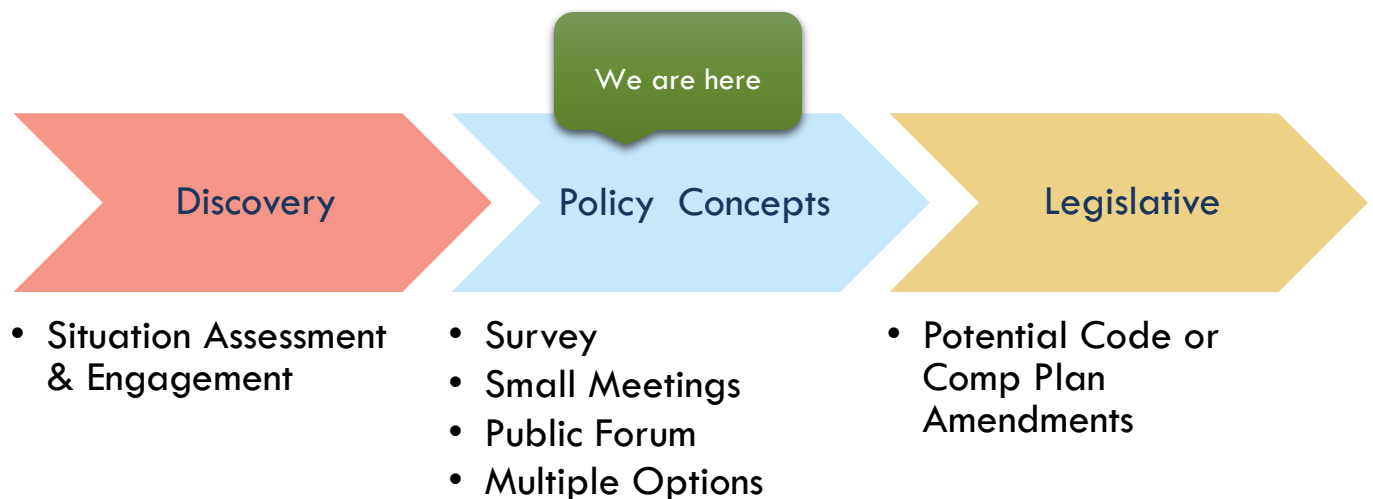 We are here
Discovery
Policy Concepts
Legislative
• Situation Assessment
& Engagement
• Survey
• Small Meetings
• Public Forum
• Multiple Options
• Potential Code or
Comp Plan
Amendments